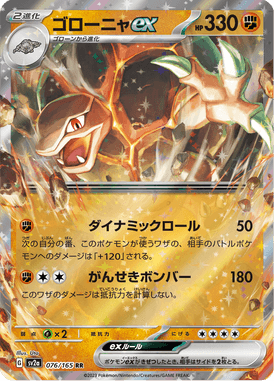 2進化
ゴローニャex
HP 330
ゴローンから進化
ダイナミックロール 50
次の自分の番、このポケモンが使うワザの、相手のバトルポケ
モンへのダメージは「+120」される。
がんせきボンバー 180
このワザのダメージは抵抗力を計算しない。
弱点 ×2 抵抗力 にげる
exルール
ポケモンexがきぜつしたとき、相手はサイドを2枚とる。
Illus.
sv2a 076/165 RR
©2023 Pokémon/Nintendo/Creatures/GAME FREAK